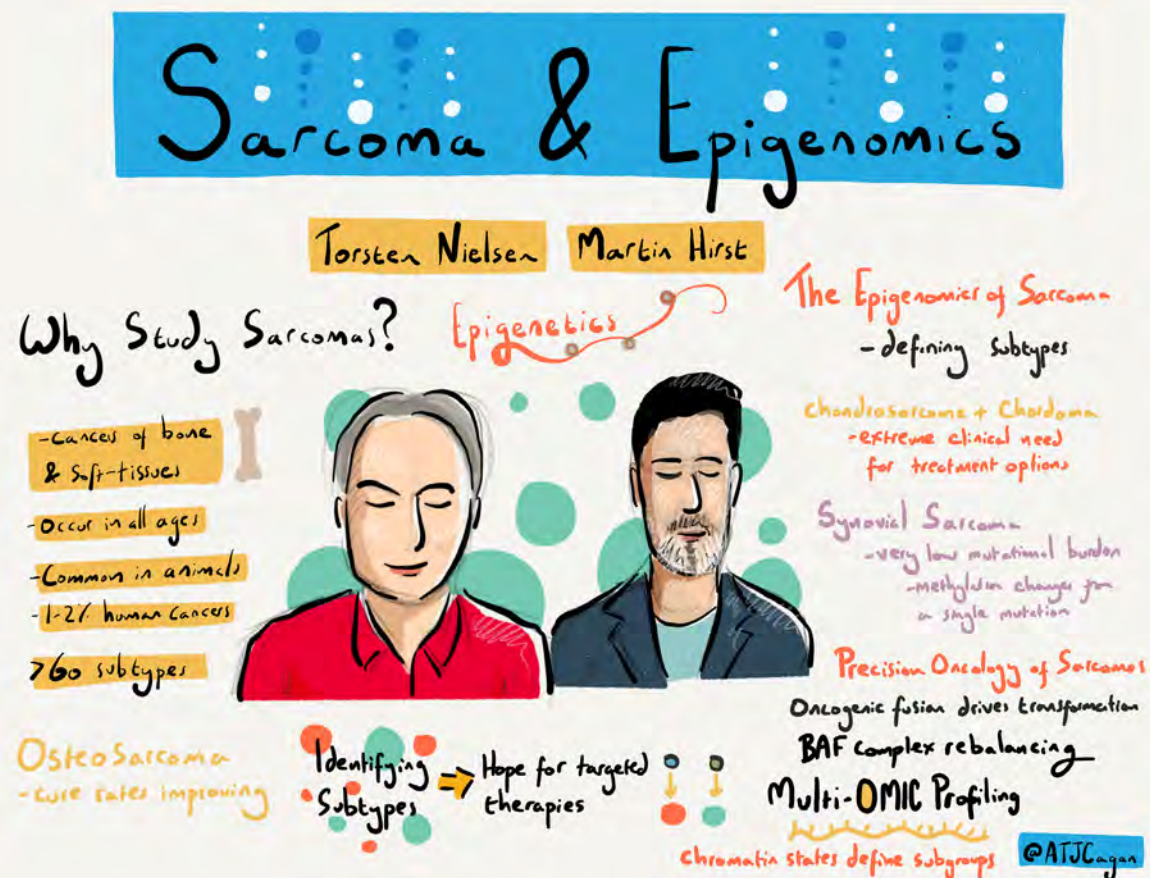 Sarcoma & Epigenomics
Torsten Nielsen
Martin Hirst
Why Study Sarcomas?
-Cancers of bone
& Soft-tissues
-Occur in all ages
-Common in animals
-1-2% human cancers
>60 subtypes
Osteosarcoma
-cure rates improving
Epigenetics
Identifying
Subtypes
Hope for targeted
therapies
The Epigenomics of Sarcoma
-defining subtypes
Chondrosarcoma + Chordoma
-extreme clinical need
for treatment options
Synovial Sarcoma
-very low mutational burden
-methylation changes for
a single mutation
Precision Oncology of Sarcomas
Oncogenic fusion drives transformation
BAF complex rebalancing
Multi-OMIC Profiling
Chromatin states define subgroups
@ATJCagan